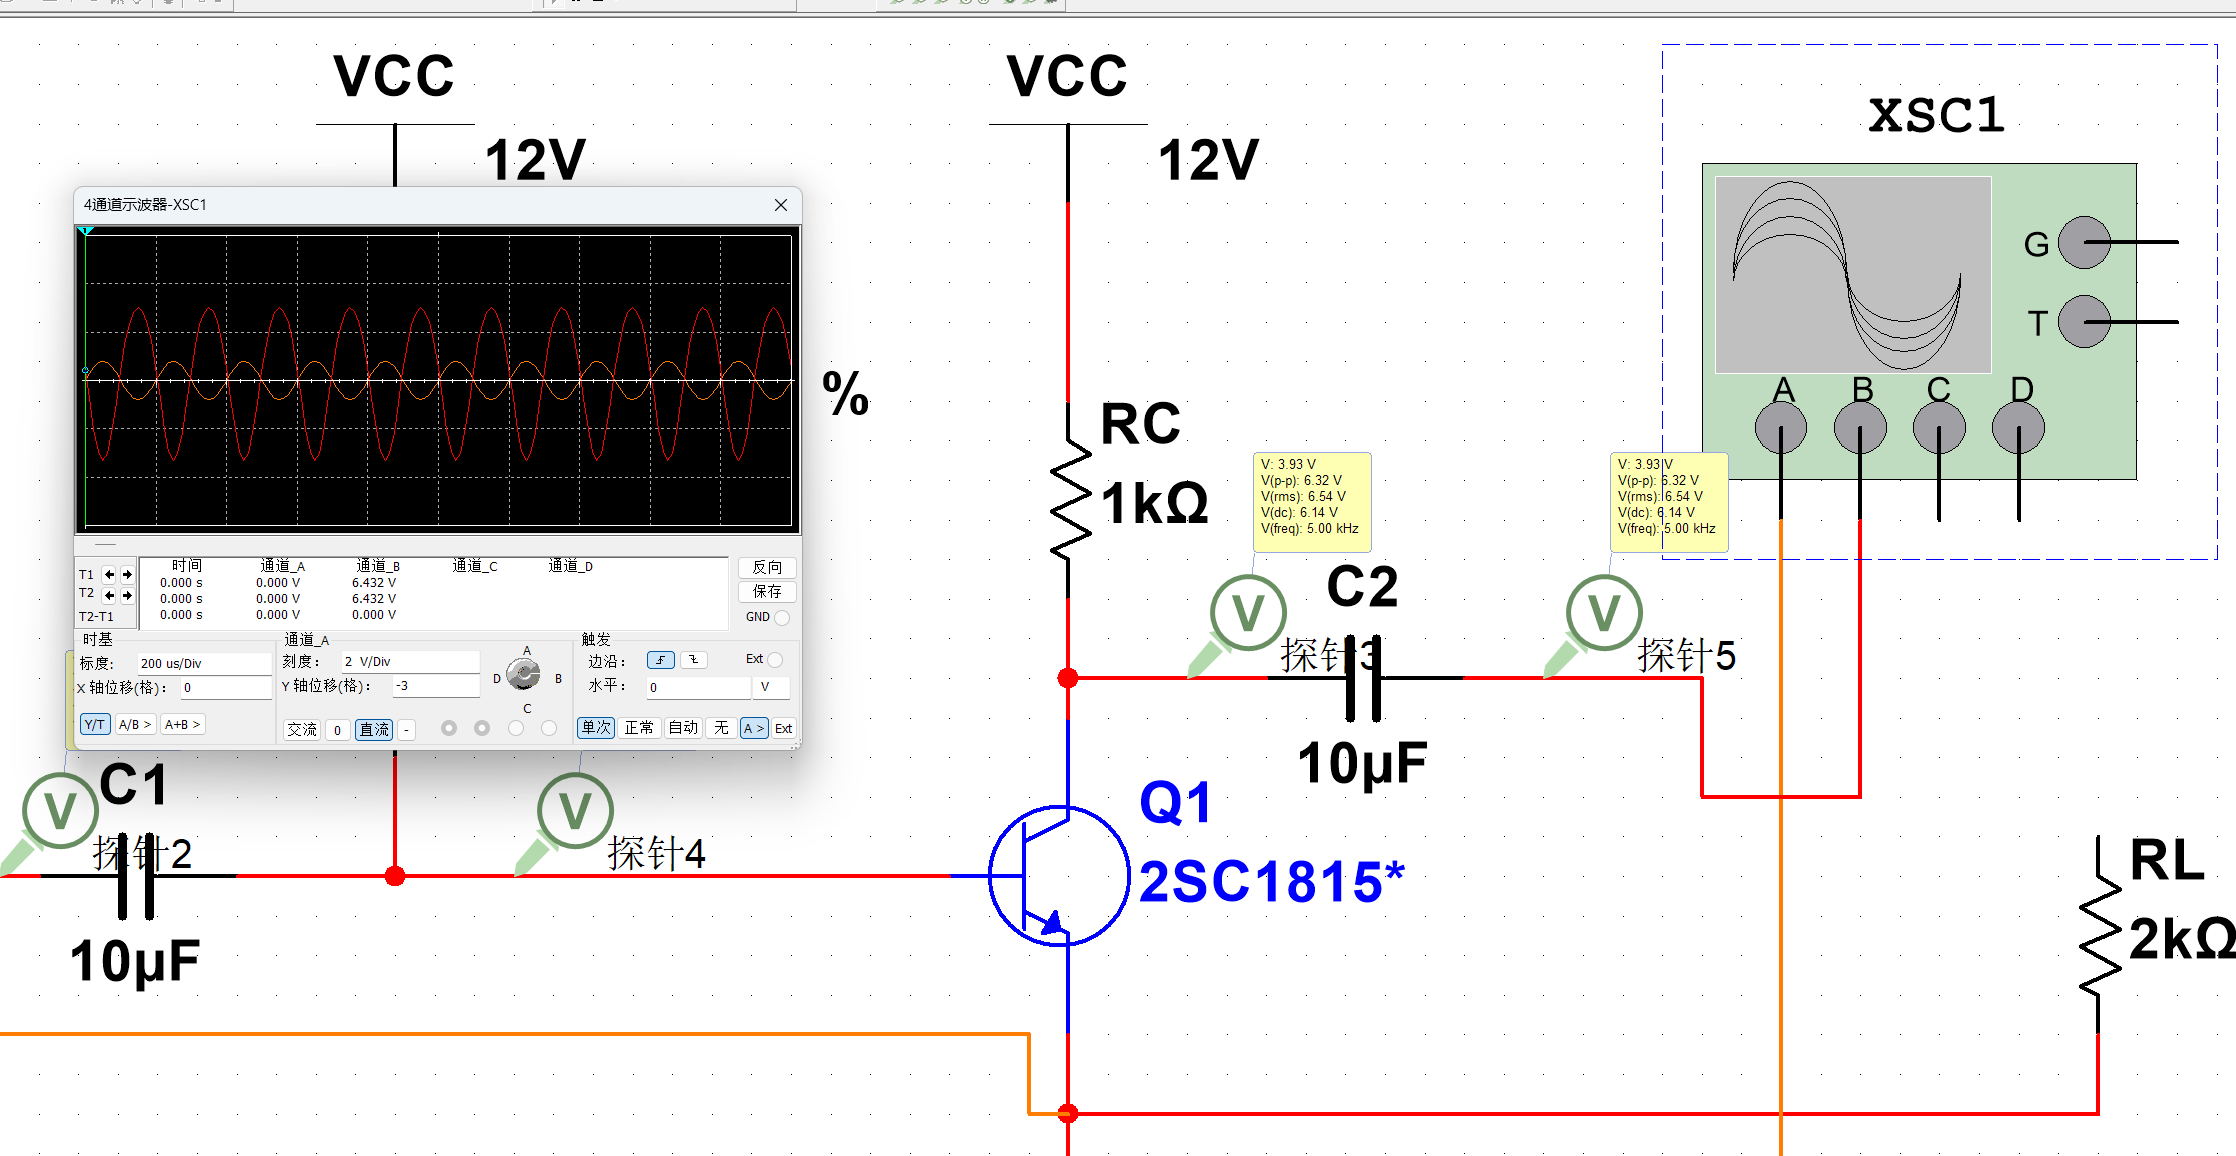 VCC
VCC
12V
12V
XSC1
G
T
A
B
C
D
4通道示波器-XSC1
%
RC
1kΩ
V: 3.93 V
V(p-p): 6.32 V
V(rms): 6.54 V
V(dc): 6.14 V
V(freq): 5.00 kHz
V: 3.93 V
V(p-p): 6.32 V
V(rms): 6.54 V
V(dc): 6.14 V
V(freq): 5.00 kHz
时间 通道_A 通道_B 通道_C 通道_D
T1 0.000 s 0.000 V 6.432 V
T2 0.000 s 0.000 V 6.432 V
T2-T1 0.000 s 0.000 V 0.000 V
反向
保存
GND
时基
标度: 200 us/Div
X 轴位移(格): 0
Y/T A/B > A+B >
通道_A
刻度: 2 V/Div
Y 轴位移(格): -3
交流 0 直流 -
A
B
C
D
触发
边沿: Ext
水平: 0 V
单次 正常 自动 无 A > Ext
V
V
C2
探针3
探针5
10μF
V
C1
探针2
10μF
V
探针4
Q1
2SC1815*
RL
2kΩ